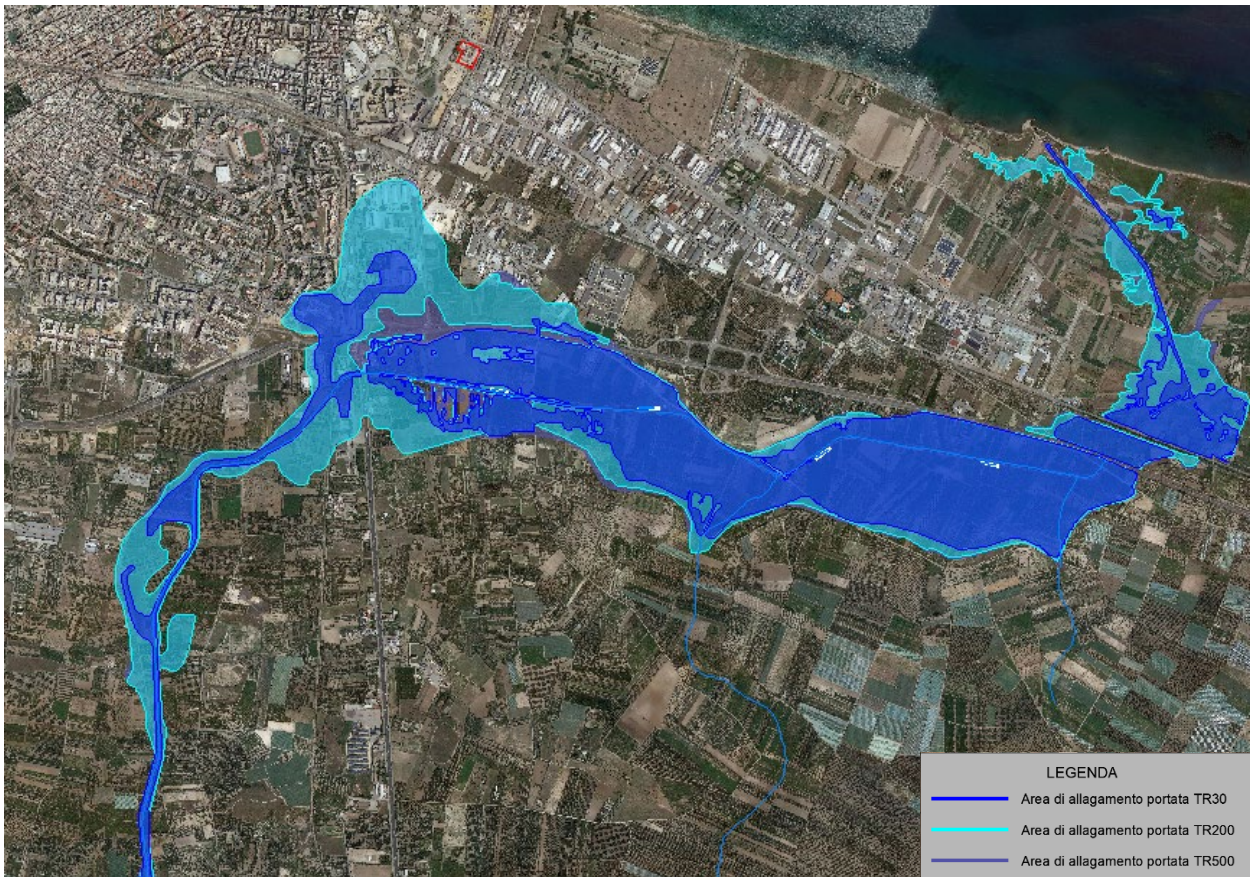 LEGENDA
Area di allagamento portata TR30
Area di allagamento portata TR200
Area di allagamento portata TR500